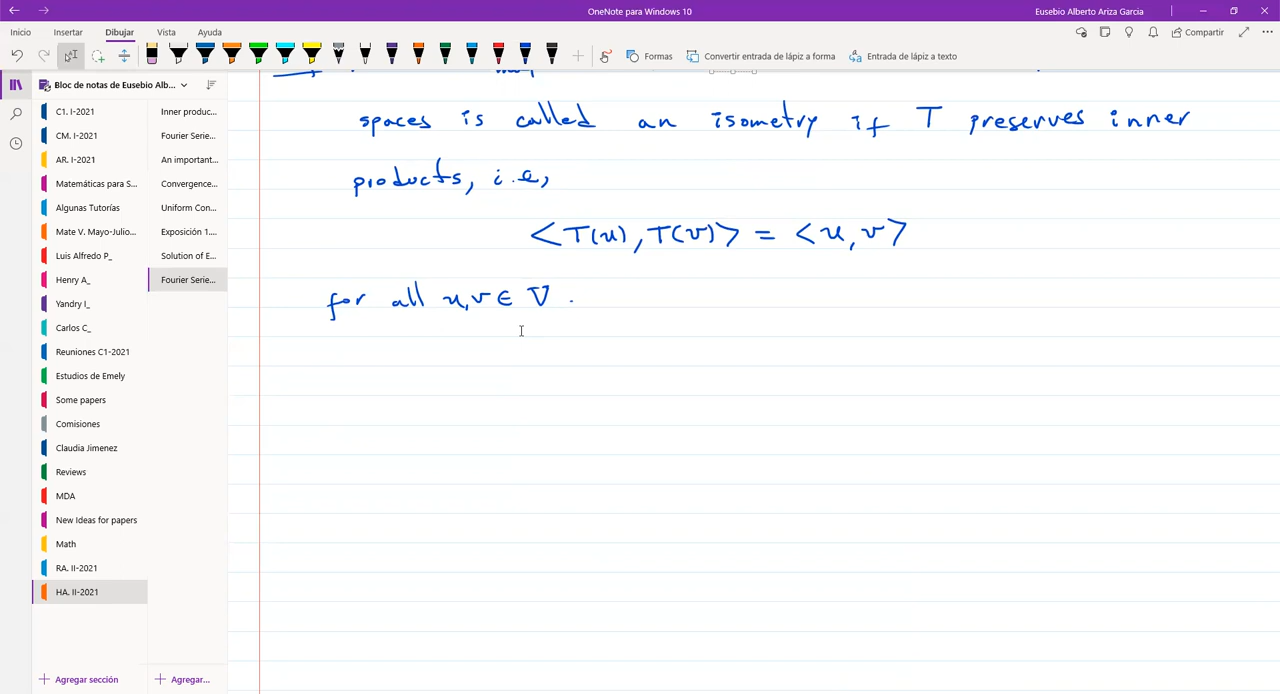 OneNote para Windows 10
Eusebio Alberto Ariza Garcia
Inicio
Insertar
Dibujar
Vista
Ayuda
Compartir
Formas
Convertir entrada de lápiz a forma
Entrada de lápiz a texto
Bloc de notas de Eusebio Alb...
C1. I-2021
CM. I-2021
AR. I-2021
Matemáticas para S...
Algunas Tutorías
Mate V. Mayo-Julio...
Luis Alfredo P_
Henry A_
Yandry I_
Carlos C_
Reuniones C1-2021
Estudios de Emely
Some papers
Comisiones
Claudia Jimenez
Reviews
MDA
New Ideas for papers
Math
RA. II-2021
HA. II-2021
Agregar sección
Inner produc...
Fourier Serie...
An important...
Convergence...
Uniform Con...
Exposición 1....
Solution of E...
Fourier Serie...
Agregar...
spaces is called an isometry if T preserves inner
products, i.e,
<T(u), T(v)> = <u, v>
for all u,v ∈ V.